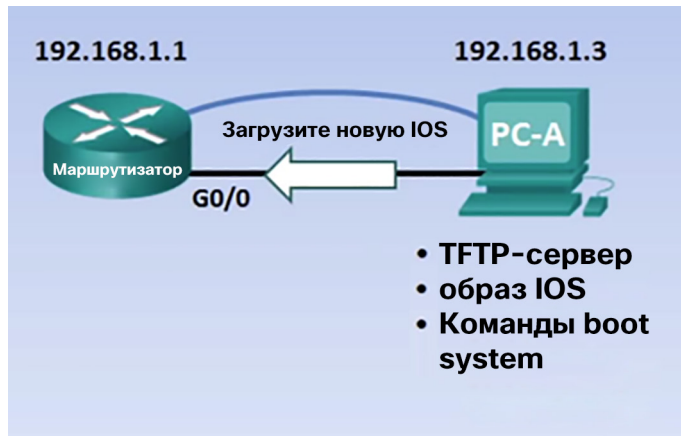 192.168.1.1
192.168.1.3
Загрузите новую IOS
PC-A
Маршрутизатор
G0/0
• TFTP-сервер
• образ IOS
• Команды boot
system